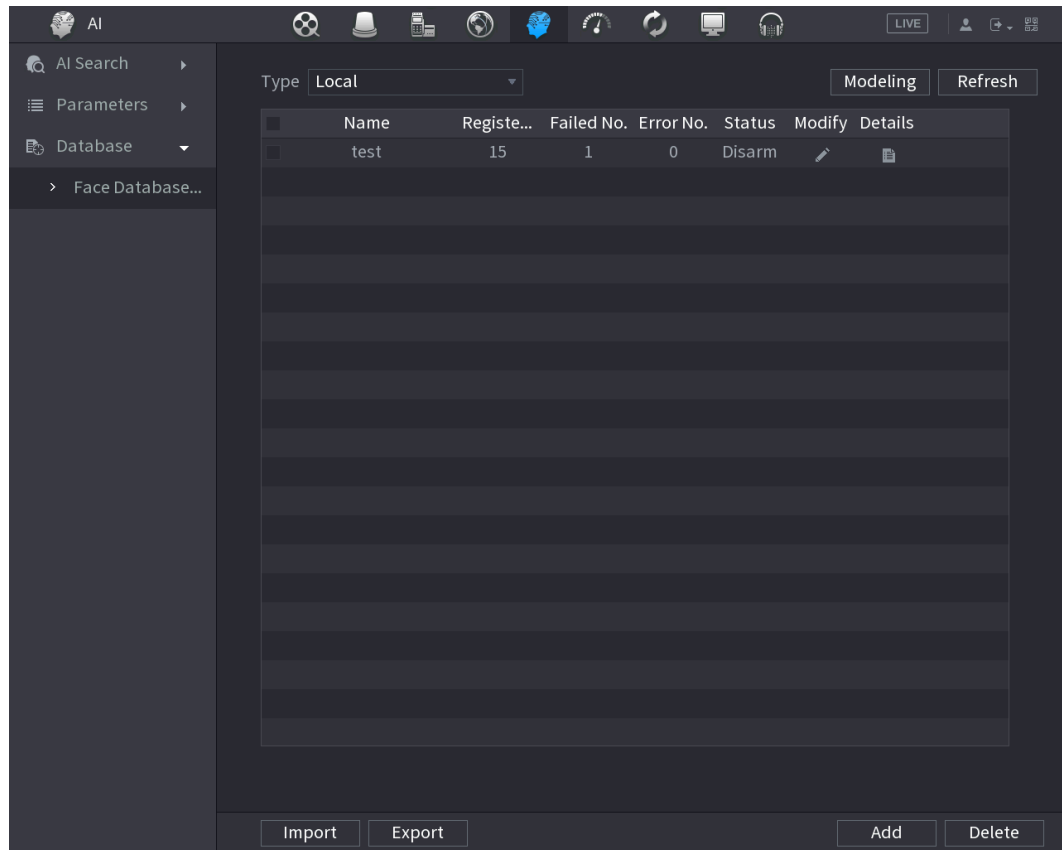 AI
LIVE
AI Search
Parameters
Database
Face Database...
Type Local
Modeling Refresh
Name Registe... Failed No. Error No. Status Modify Details
test 15 1 0 Disarm
Import Export Add Delete